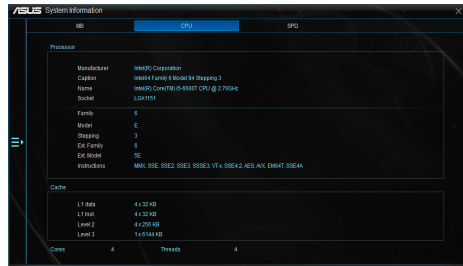 ASUS System Information
MB CPU SPD
Processor
Manufacturer Intel(R) Corporation
Caption Intel64 Family 6 Model 94 Stepping 3
Name Intel(R) Core(TM) i5-6600T CPU @ 2.70GHz
Socket LGA1151
Family 6
Model E
Stepping 3
Ext. Family 6
Ext. Model 5E
Instructions MMX, SSE, SSE2, SSE3, SSSE3, VT-x, SSE4.2, AES, AVX, EM64T, SSE4A
Cache
L1 data 4 x 32 KB
L1 Inst. 4 x 32 KB
Level 2 4 x 256 KB
Level 3 1 x 6144 KB
Cores 4 Threads 4